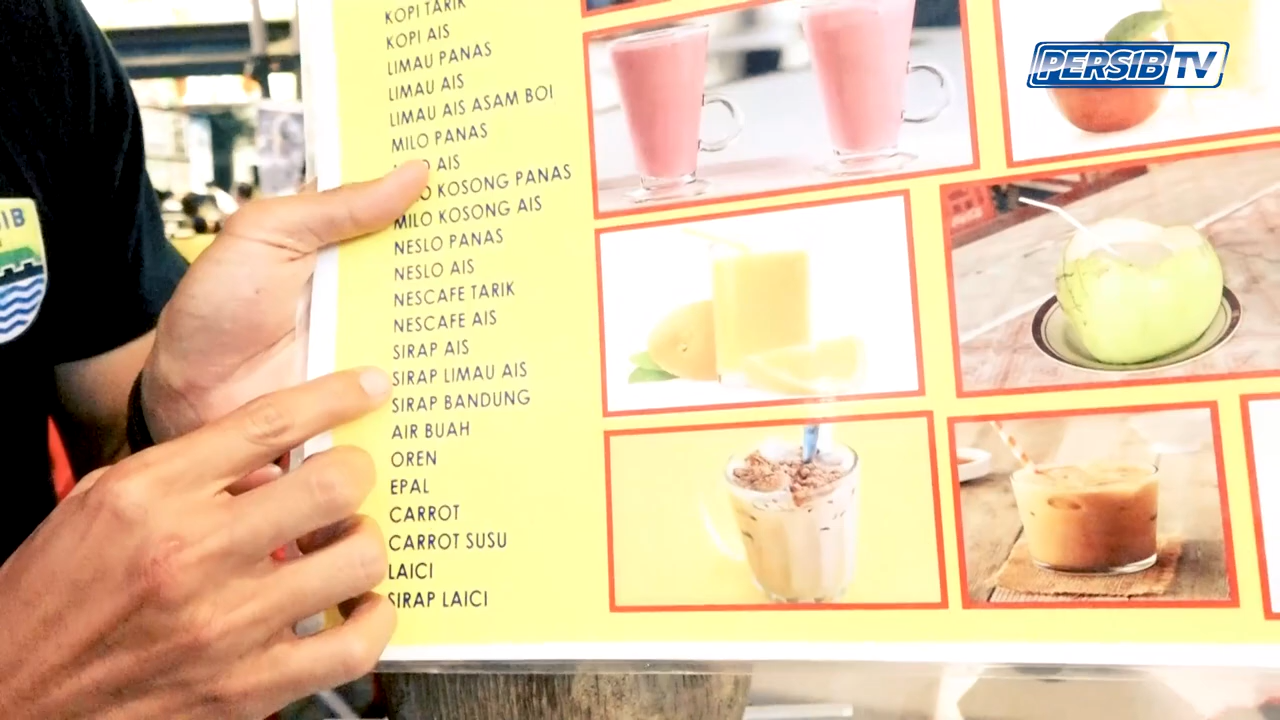 KOPI TARIK
KOPI AIS
LIMAU PANAS
LIMAU AIS
LIMAU AIS ASAM BOI
MILO PANAS
AIS
KOSONG PANAS
MILO KOSONG AIS
NESLO PANAS
NESLO AIS
NESCAFE TARIK
NESCAFE AIS
SIRAP AIS
SIRAP LIMAU AIS
SIRAP BANDUNG
AIR BUAH
OREN
EPAL
CARROT
CARROT SUSU
LAICI
SIRAP LAICI
PERSIB TV